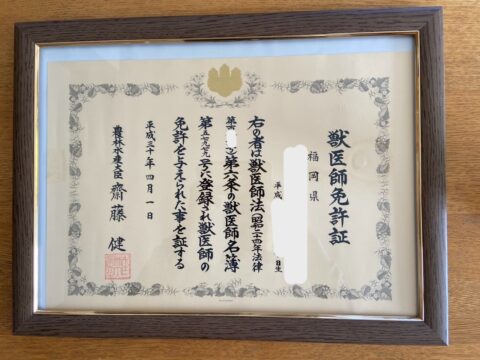 獣医師免許証
福岡県
平成
日生
右の者は獣医師法(昭和二十四年法律
第六条の獣医師名簿
号に登録され獣医師の
免許を与えられた事を証する
平成三十年四月一日
農林水産大臣 齋藤 健